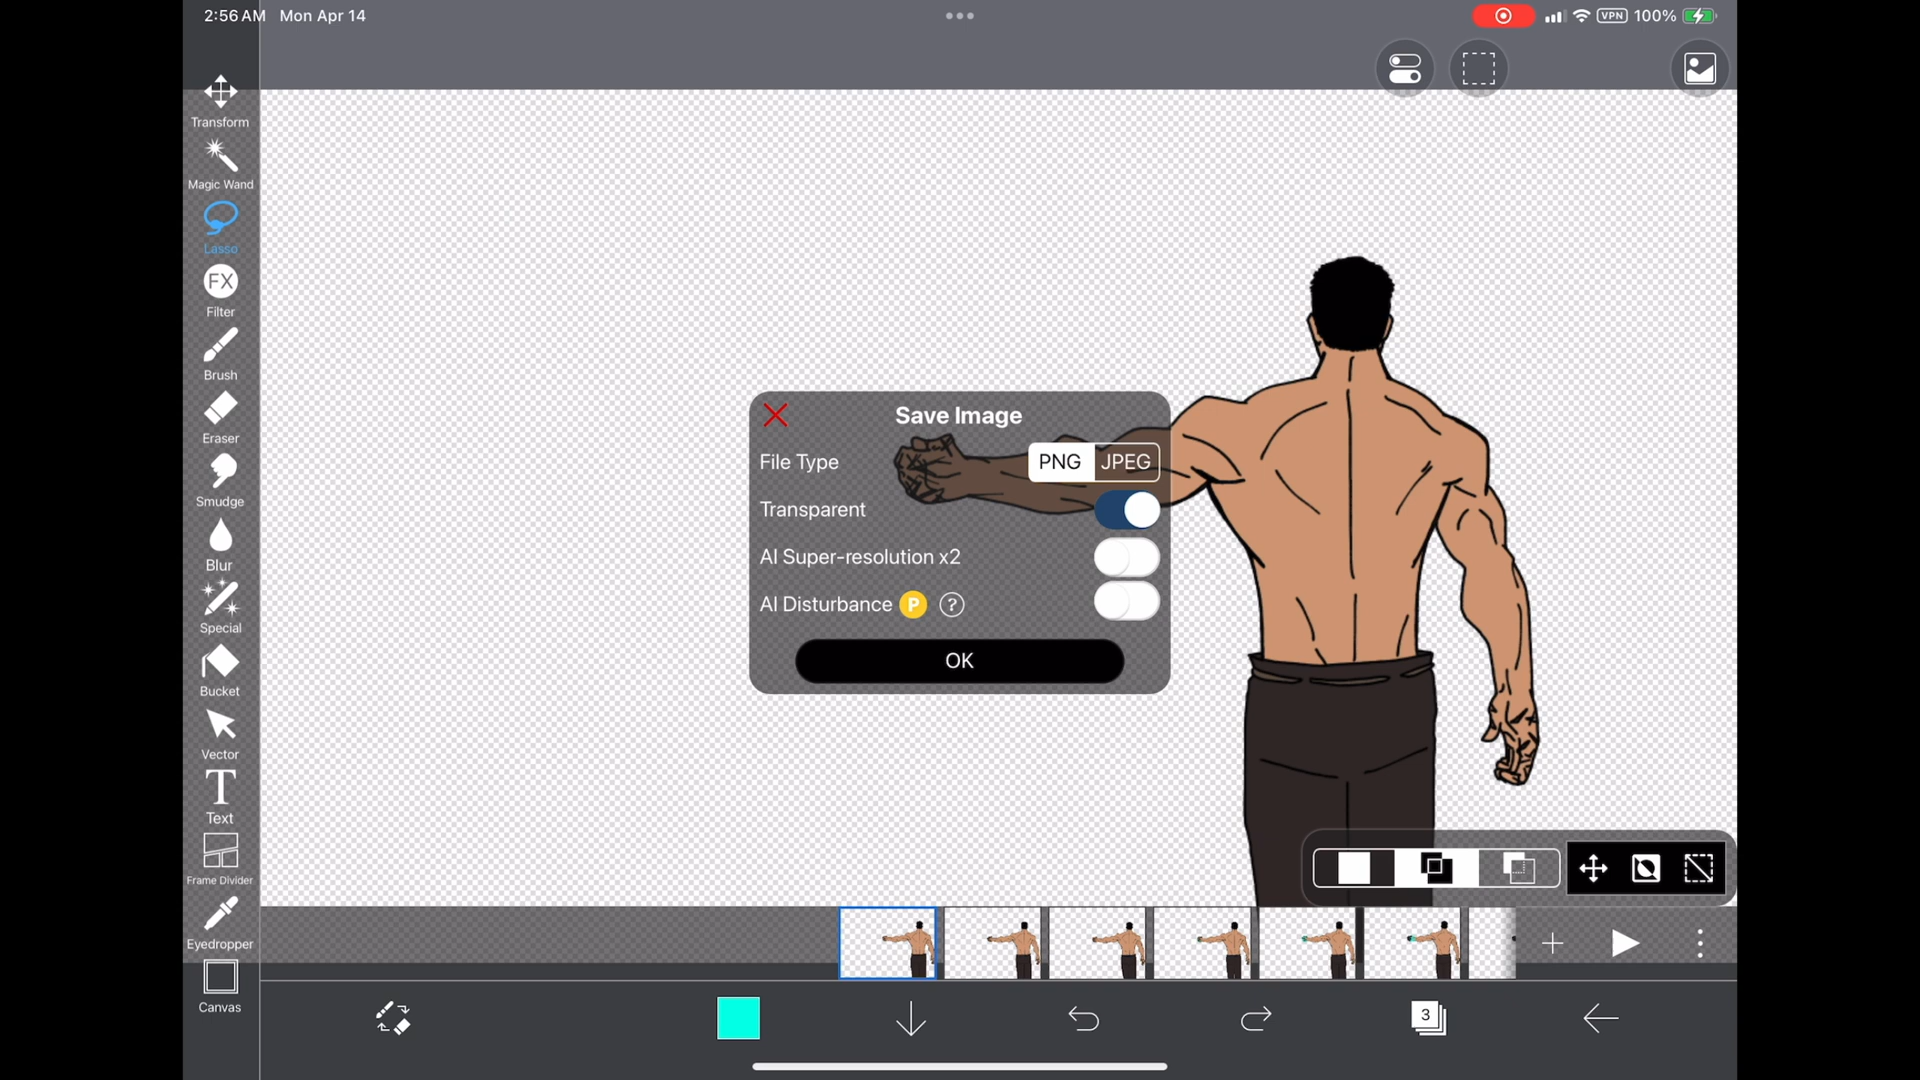 2:56 AM Mon Apr 14
VPN 100%
Transform
Magic Wand
Lasso
FX
Filter
Brush
Eraser
Smudge
Blur
Special
Bucket
Vector
T
Text
Frame Divider
Eyedropper
Canvas
Save Image
File Type PNG JPEG
Transparent
AI Super-resolution x2
AI Disturbance P ?
OK
3